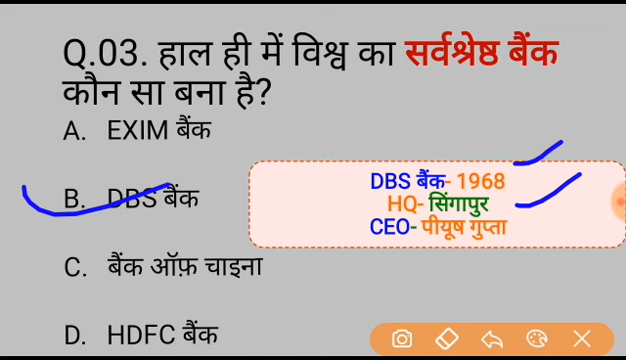 Q.03. हाल ही में विश्व का सर्वश्रेष्ठ बैंक
कौन सा बना है?
A. EXIM बैंक
B. DBS बैंक
DBS बैंक- 1968
HQ- सिंगापुर
CEO- पीयूष गुप्ता
C. बैंक ऑफ़ चाइना
D. HDFC बैंक